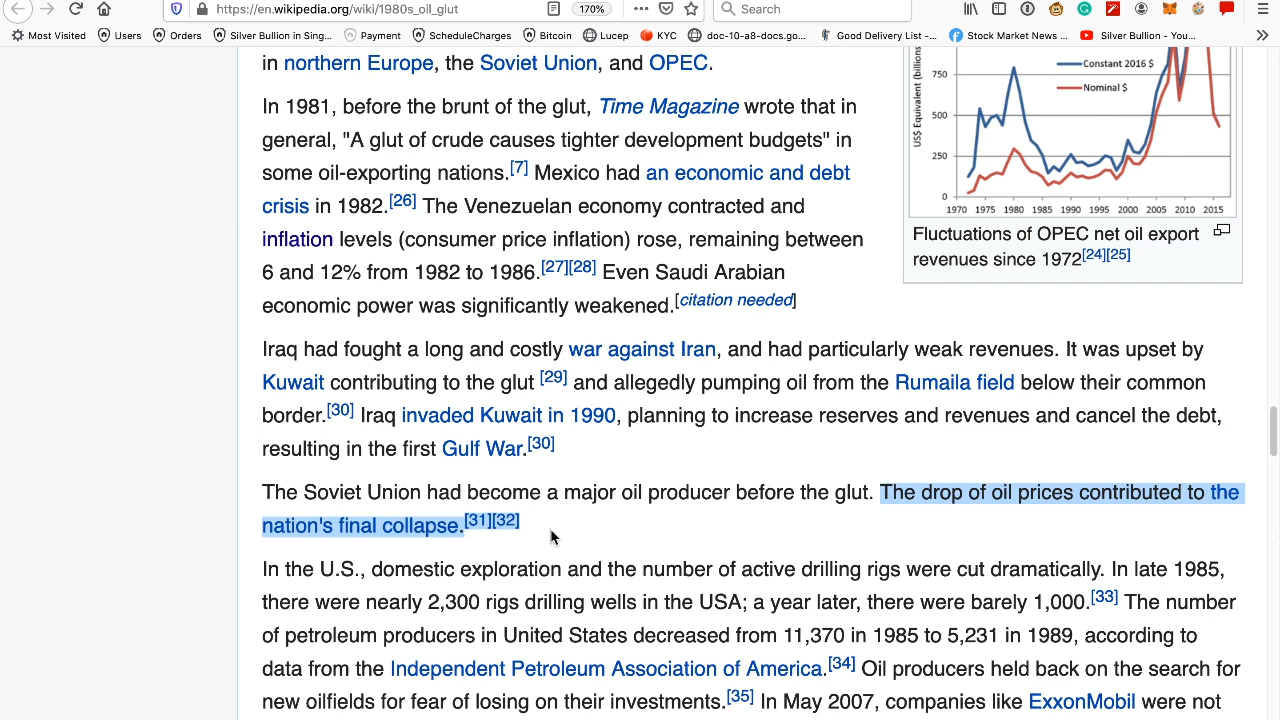 https://en.wikipedia.org/wiki/1980s_oil_glut
170%
Search
Most Visited
Users
Orders
Silver Bullion in Sing...
Payment
ScheduleCharges
Bitcoin
Lucep
KYC
doc-10-a8-docs.go...
Good Delivery List -...
Stock Market News ...
Silver Bullion - You...
in northern Europe, the Soviet Union, and OPEC.
In 1981, before the brunt of the glut, Time Magazine wrote that in
general, "A glut of crude causes tighter development budgets" in
some oil-exporting nations.[7] Mexico had an economic and debt
crisis in 1982.[26] The Venezuelan economy contracted and
inflation levels (consumer price inflation) rose, remaining between
6 and 12% from 1982 to 1986.[27][28] Even Saudi Arabian
economic power was significantly weakened.[citation needed]
US$ Equivalent (billions
750
500
250
0
Constant 2016 $
Nominal $
1970 1975 1980 1985 1990 1995 2000 2005 2010 2015
Fluctuations of OPEC net oil export
revenues since 1972[24][25]
Iraq had fought a long and costly war against Iran, and had particularly weak revenues. It was upset by
Kuwait contributing to the glut [29] and allegedly pumping oil from the Rumaila field below their common
border.[30] Iraq invaded Kuwait in 1990, planning to increase reserves and revenues and cancel the debt,
resulting in the first Gulf War.[30]
The Soviet Union had become a major oil producer before the glut. The drop of oil prices contributed to the
nation's final collapse.[31][32]
In the U.S., domestic exploration and the number of active drilling rigs were cut dramatically. In late 1985,
there were nearly 2,300 rigs drilling wells in the USA; a year later, there were barely 1,000.[33] The number
of petroleum producers in United States decreased from 11,370 in 1985 to 5,231 in 1989, according to
data from the Independent Petroleum Association of America.[34] Oil producers held back on the search for
new oilfields for fear of losing on their investments.[35] In May 2007, companies like ExxonMobil were not